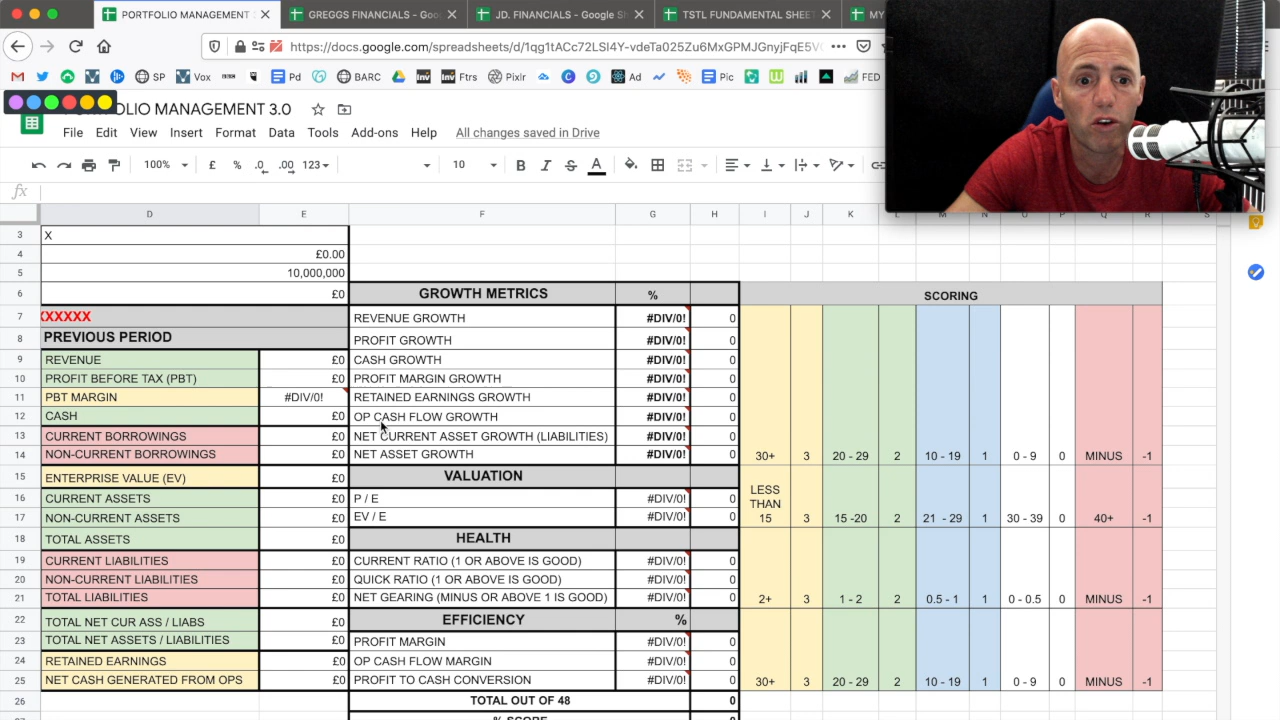 PORTFOLIO MANAGEMENT
GREGGS FINANCIALS - Goo
JD. FINANCIALS - Google S
TSTL FUNDAMENTAL SHEE
MY
SP
Vox
Pd
BARC
Inv
Inv
Ftrs
Pixir
Ad
Pic
FED
PORTFOLIO MANAGEMENT 3.0
File Edit View Insert Format Data Tools Add-ons Help All changes saved in Drive
100% £ % .0 .00 123 10 B I S A
fx
D E F G H I J K L M N O P Q R S
3 X
4 £0.00
5 10,000,000
6 £0 GROWTH METRICS % SCORING
7 XXXXX REVENUE GROWTH #DIV/0! 0
8 PREVIOUS PERIOD PROFIT GROWTH #DIV/0! 0
9 REVENUE £0 CASH GROWTH #DIV/0! 0
10 PROFIT BEFORE TAX (PBT) £0 PROFIT MARGIN GROWTH #DIV/0! 0
11 PBT MARGIN #DIV/0! RETAINED EARNINGS GROWTH #DIV/0! 0
12 CASH £0 OP CASH FLOW GROWTH #DIV/0! 0
13 CURRENT BORROWINGS £0 NET CURRENT ASSET GROWTH (LIABILITIES) #DIV/0! 0
14 NON-CURRENT BORROWINGS £0 NET ASSET GROWTH #DIV/0! 0 30+ 3 20 - 29 2 10 - 19 1 0 - 9 0 MINUS -1
15 ENTERPRISE VALUE (EV) £0 VALUATION
16 CURRENT ASSETS £0 P / E #DIV/0! 0
17 NON-CURRENT ASSETS £0 EV / E #DIV/0! 0 LESS THAN 15 3 15 -20 2 21 - 29 1 30 - 39 0 40+ -1
18 TOTAL ASSETS £0 HEALTH
19 CURRENT LIABILITIES £0 CURRENT RATIO (1 OR ABOVE IS GOOD) #DIV/0! 0
20 NON-CURRENT LIABILITIES £0 QUICK RATIO (1 OR ABOVE IS GOOD) #DIV/0! 0
21 TOTAL LIABILITIES £0 NET GEARING (MINUS OR ABOVE 1 IS GOOD) #DIV/0! 0 2+ 3 1 - 2 2 0.5 - 1 1 0 - 0.5 0 MINUS -1
22 TOTAL NET CUR ASS / LIABS £0 EFFICIENCY %
23 TOTAL NET ASSETS / LIABILITIES £0 PROFIT MARGIN #DIV/0! 0
24 RETAINED EARNINGS £0 OP CASH FLOW MARGIN #DIV/0! 0
25 NET CASH GENERATED FROM OPS £0 PROFIT TO CASH CONVERSION #DIV/0! 0 30+ 3 20 - 29 2 10 - 19 1 0 - 9 0 MINUS -1
26 TOTAL OUT OF 48 0
% SCORE